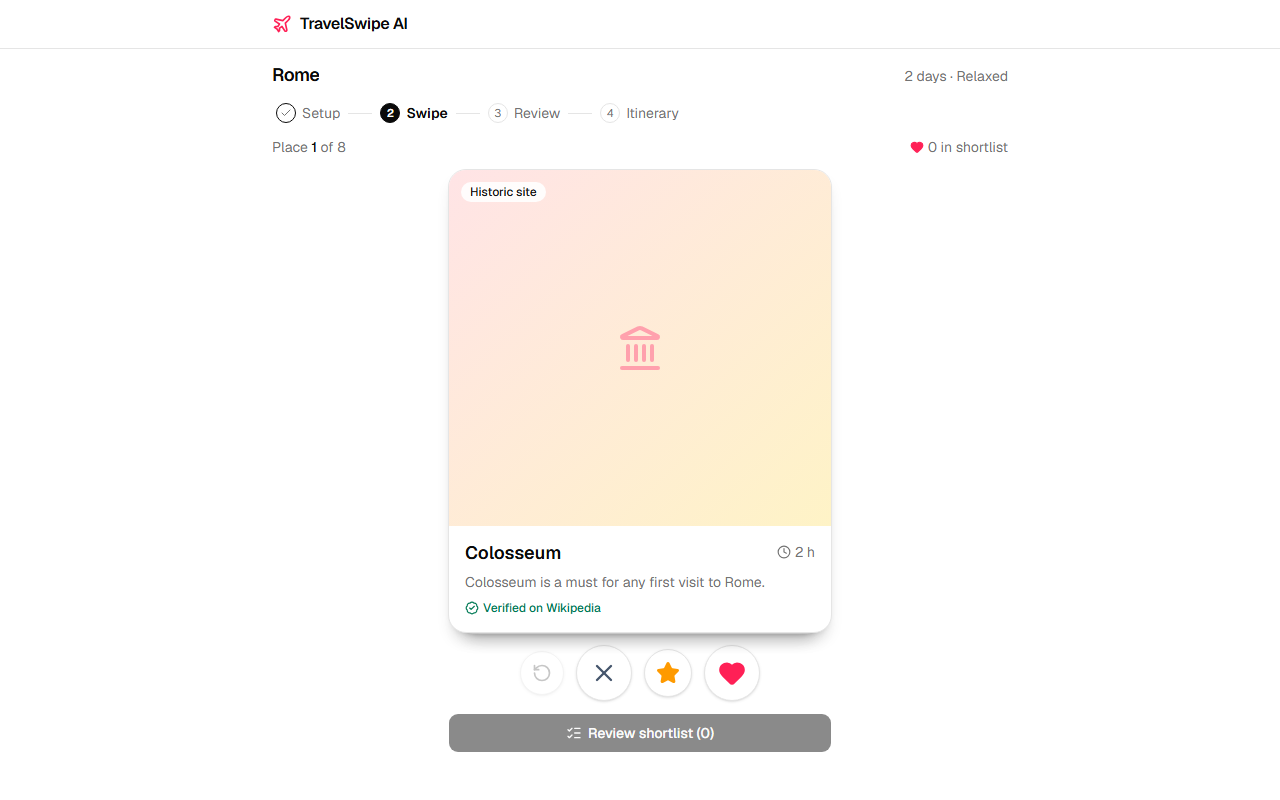 TravelSwipe AI
Rome
2 days · Relaxed
Setup
2 Swipe
3 Review
4 Itinerary
Place 1 of 8
0 in shortlist
Historic site
Colosseum
2 h
Colosseum is a must for any first visit to Rome.
Verified on Wikipedia
Review shortlist (0)